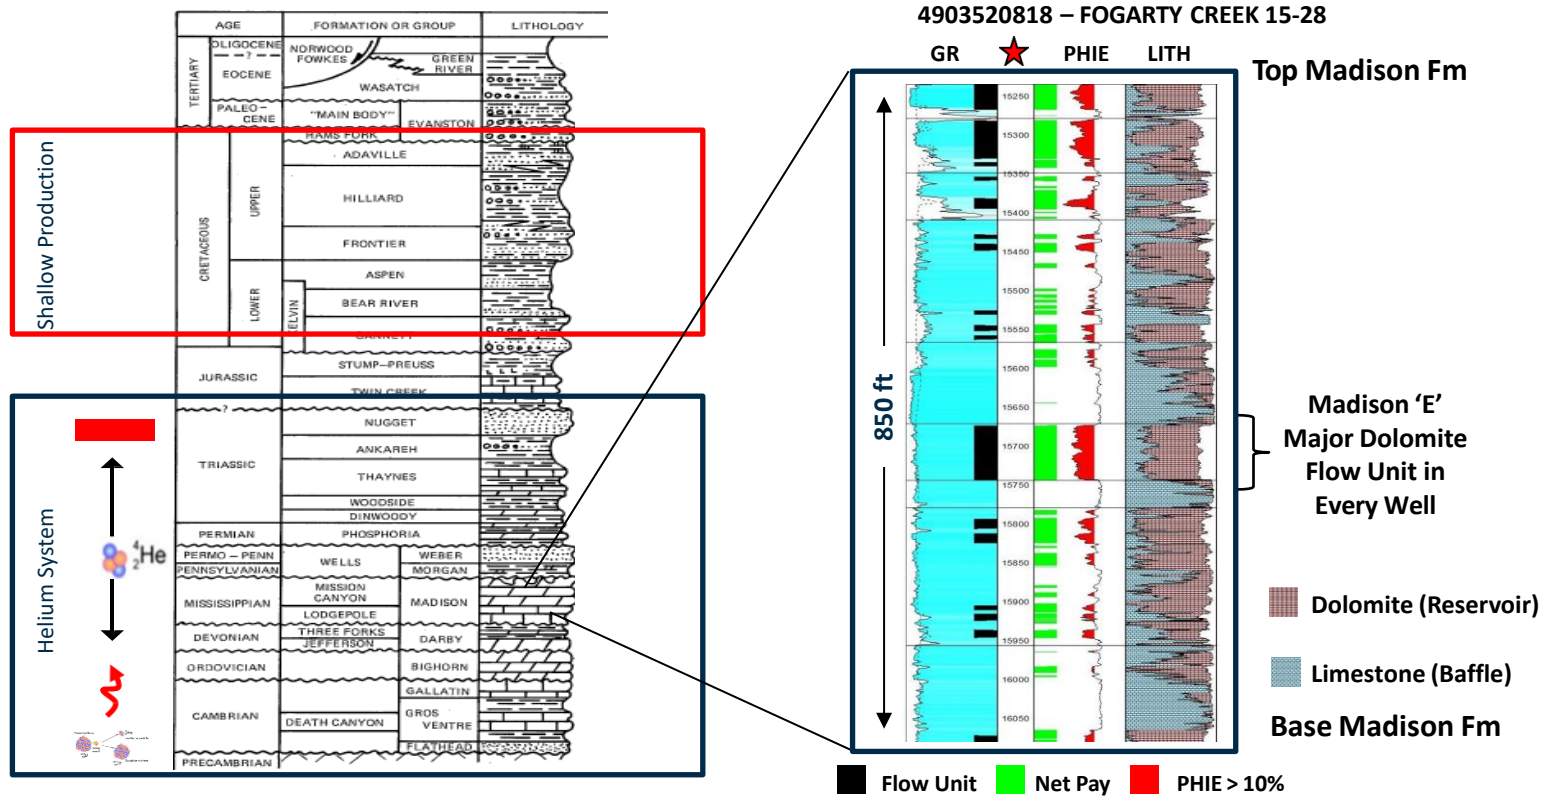 AGE FORMATION OR GROUP LITHOLOGY
TERTIARY
OLIGOCENE
?
EOCENE
PALEO-
CENE
NORWOOD
FOWKES
GREEN
RIVER
WASATCH
"MAIN BODY"
EVANSTON
HAMS FORK
Shallow Production
CRETACEOUS
UPPER
LOWER
ADAVILLE
HILLIARD
FRONTIER
ASPEN
BEAR RIVER
KELVIN
GANNETT
JURASSIC
STUMP–PREUSS
TWIN CREEK
?
Helium System
4
2He
TRIASSIC
NUGGET
ANKAREH
THAYNES
WOODSIDE
DINWOODY
PERMIAN PHOSPHORIA
PERMO – PENN
PENNSYLVANIAN
WELLS
WEBER
MORGAN
MISSISSIPPIAN
MISSION
CANYON
LODGEPOLE
MADISON
DEVONIAN
THREE FORKS
JEFFERSON
DARBY
ORDOVICIAN BIGHORN
CAMBRIAN
GALLATIN
DEATH CANYON
GROS
VENTRE
FLATHEAD
PRECAMBRIAN
4903520818 – FOGARTY CREEK 15-28
GR PHIE LITH
Top Madison Fm
850 ft
15250
15300
15350
15400
15450
15500
15550
15600
15650
15700
15750
15800
15850
15900
15950
16000
16050
Madison ‘E’
Major Dolomite
Flow Unit in
Every Well
Dolomite (Reservoir)
Limestone (Baffle)
Base Madison Fm
Flow Unit Net Pay PHIE > 10%